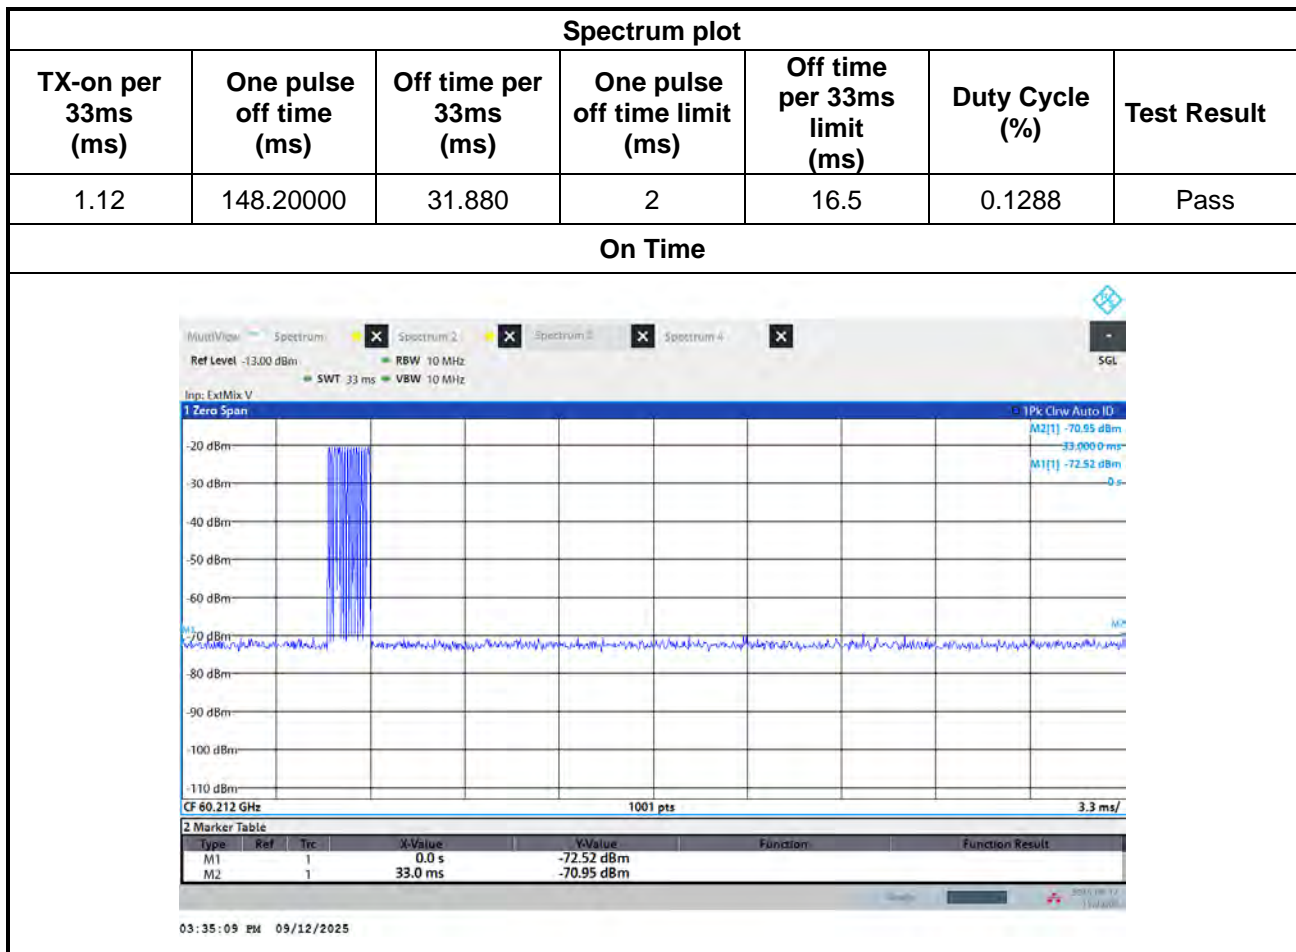 Spectrum plot
TX-on per 33ms (ms)
One pulse off time (ms)
Off time per 33ms (ms)
One pulse off time limit (ms)
Off time per 33ms limit (ms)
Duty Cycle (%)
Test Result
1.12 148.20000 31.880 2 16.5 0.1288 Pass
On Time
MultiView Spectrum Spectrum 2 Spectrum 3 Spectrum 4
Ref Level -13.00 dBm RBW 10 MHz SGL
SWT 33 ms VBW 10 MHz
Inp: ExtMix V
1 Zero Span 1Pk Clrw Auto ID
M2[1] -70.95 dBm
33.0000 ms
M1[1] -72.52 dBm
0 s
-20 dBm
-30 dBm
-40 dBm
-50 dBm
-60 dBm
M1
M2
-70 dBm
-80 dBm
-90 dBm
-100 dBm
-110 dBm
CF 60.212 GHz 1001 pts 3.3 ms/
2 Marker Table
Type Ref Trc X-Value Y-Value Function Function Result
M1 1 0.0 s -72.52 dBm
M2 1 33.0 ms -70.95 dBm
03:35:09 PM 09/12/2025